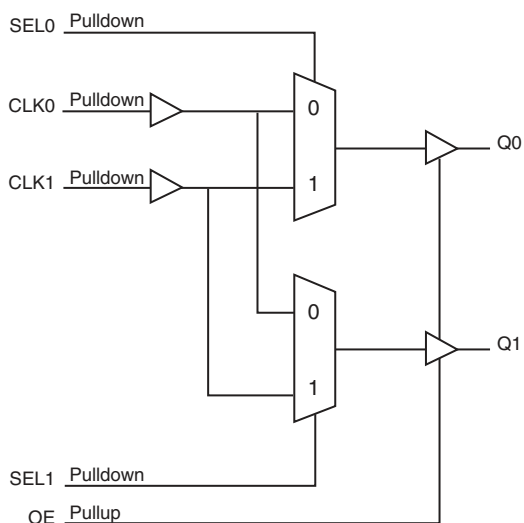 SEL0 Pulldown
CLK0 Pulldown
0
Q0
CLK1 Pulldown
1
0
Q1
1
SEL1 Pulldown
OE Pullup